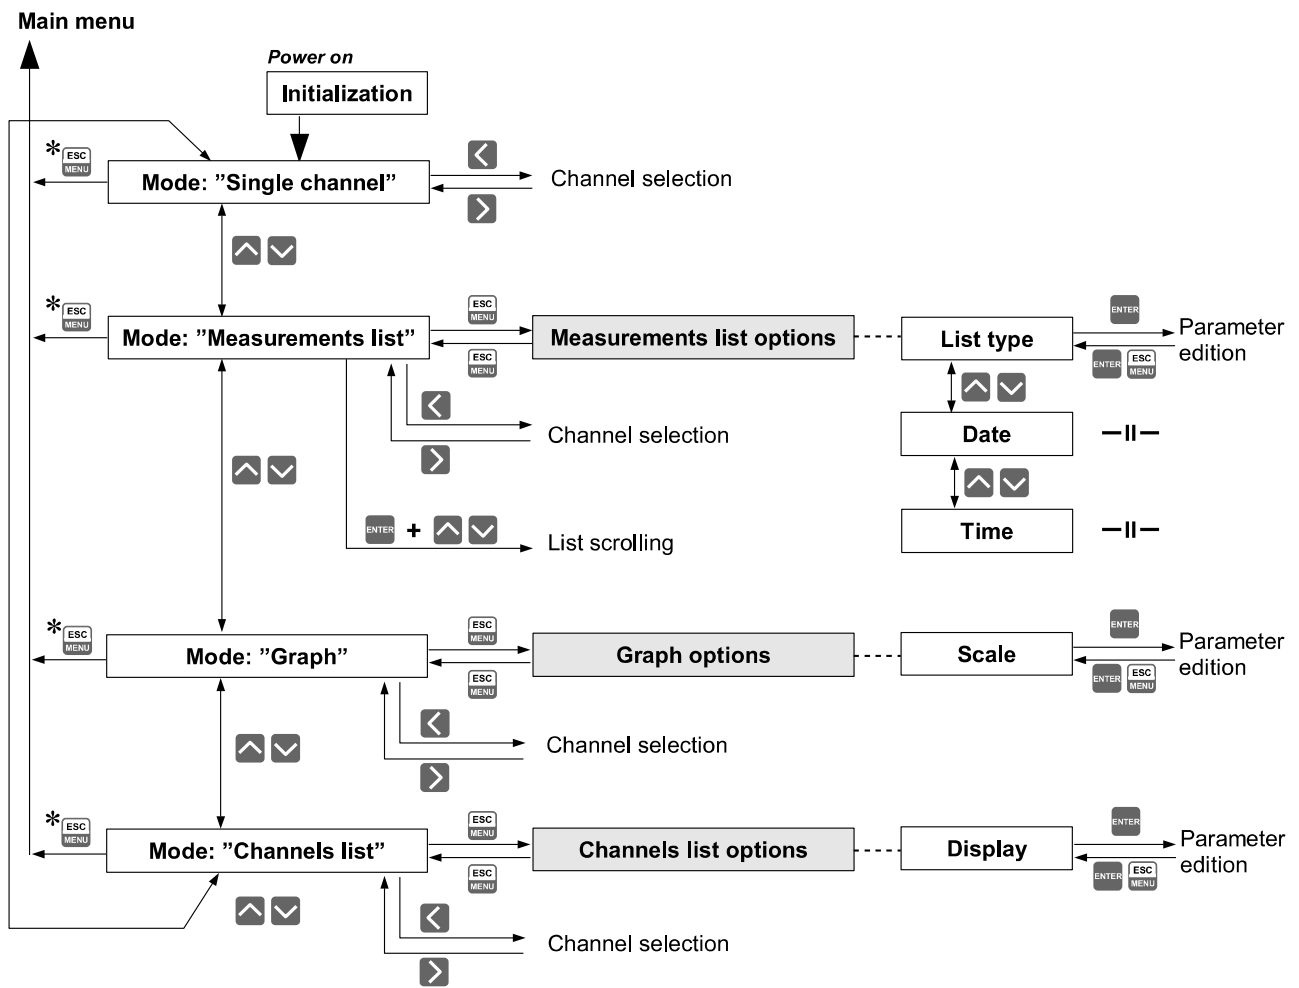 Main menu
Power on
Initialization
*
ESC
MENU
Mode: ”Single channel”
Channel selection
*
ESC
MENU
Mode: ”Measurements list”
ESC
MENU
ESC
MENU
Measurements list options
List type
ENTER
ENTER
ESC
MENU
Parameter
edition
Channel selection
Date
—II—
ENTER
+
List scrolling
Time
—II—
*
ESC
MENU
Mode: ”Graph”
ESC
MENU
ESC
MENU
Graph options
Scale
ENTER
ENTER
ESC
MENU
Parameter
edition
Channel selection
*
ESC
MENU
Mode: ”Channels list”
ESC
MENU
ESC
MENU
Channels list options
Display
ENTER
ENTER
ESC
MENU
Parameter
edition
Channel selection